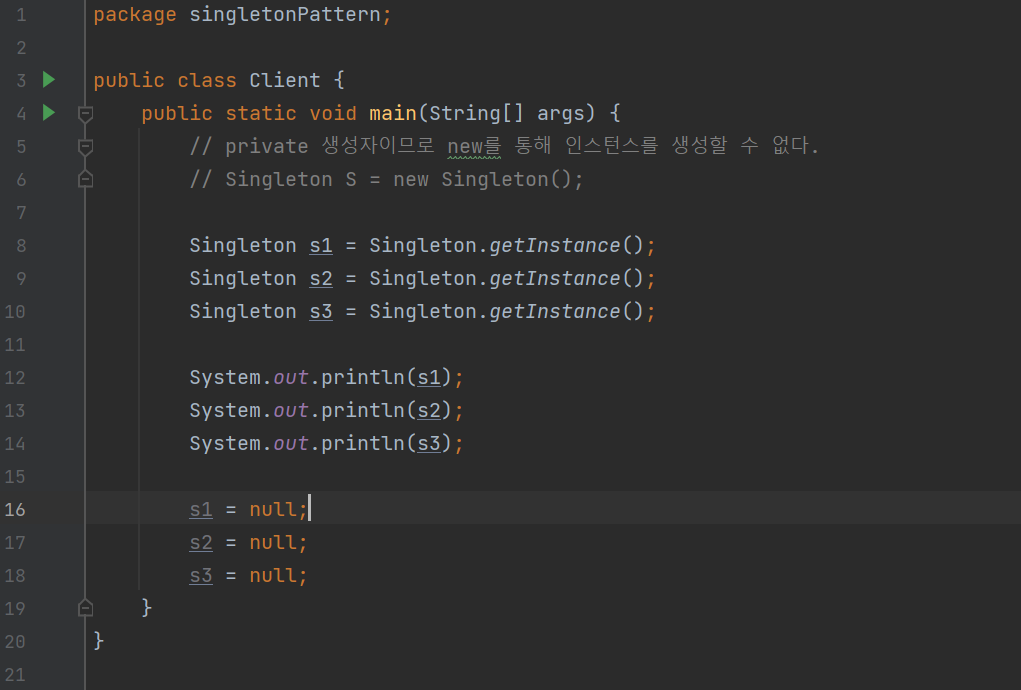 1 package singletonPattern;
2
3 public class Client {
4 public static void main(String[] args) {
5 // private 생성자이므로 new를 통해 인스턴스를 생성할 수 없다.
6 // Singleton S = new Singleton();
7
8 Singleton s1 = Singleton.getInstance();
9 Singleton s2 = Singleton.getInstance();
10 Singleton s3 = Singleton.getInstance();
11
12 System.out.println(s1);
13 System.out.println(s2);
14 System.out.println(s3);
15
16 s1 = null;
17 s2 = null;
18 s3 = null;
19 }
20 }
21